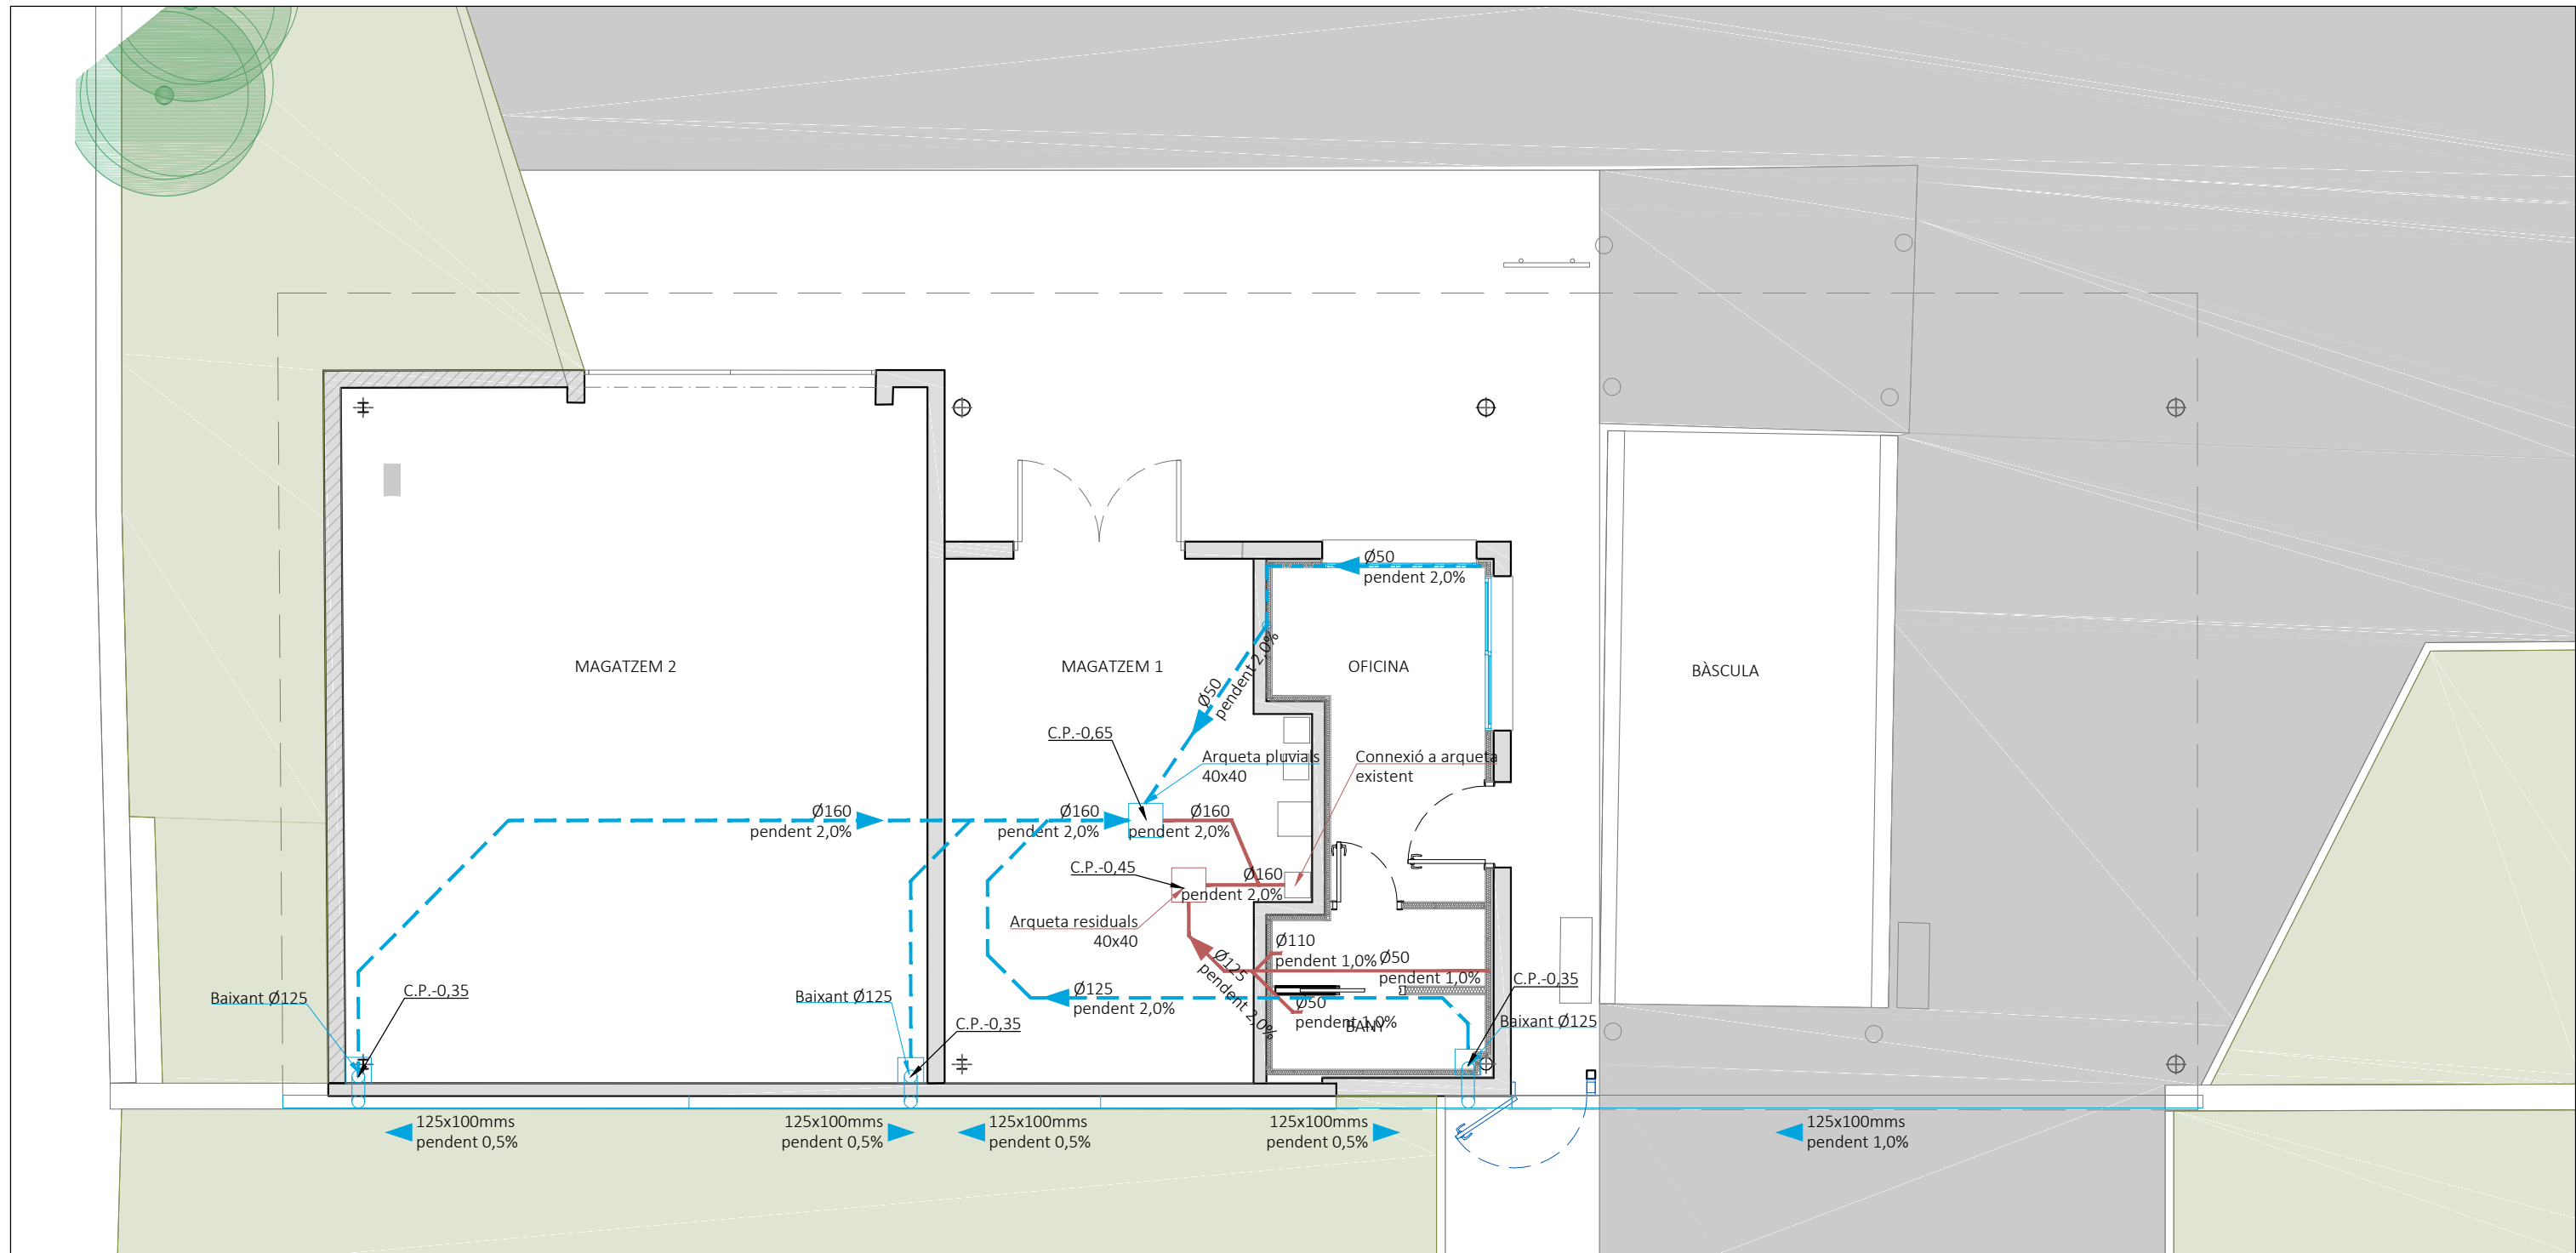 Ø50
pendent 2,0%
MAGATZEM 2
MAGATZEM 1
OFICINA
BÀSCULA
Ø50
pendent 2,0%
C.P.-0,65
Arqueta pluvials
40x40
Connexió a arqueta
existent
Ø160
pendent 2,0%
Ø160
pendent 2,0%
Ø160
pendent 2,0%
C.P.-0,45
Ø160
pendent 2,0%
Arqueta residuals
40x40
Ø110
pendent 1,0%
Ø50
pendent 1,0%
Ø125
pendent 2,0%
C.P.-0,35
Baixant Ø125
C.P.-0,35
Baixant Ø125
C.P.-0,35
Ø125
pendent 2,0%
Ø50
pendent 1,0%
BANY
Baixant Ø125
125x100mms
pendent 0,5%
125x100mms
pendent 0,5%
125x100mms
pendent 0,5%
125x100mms
pendent 0,5%
125x100mms
pendent 1,0%